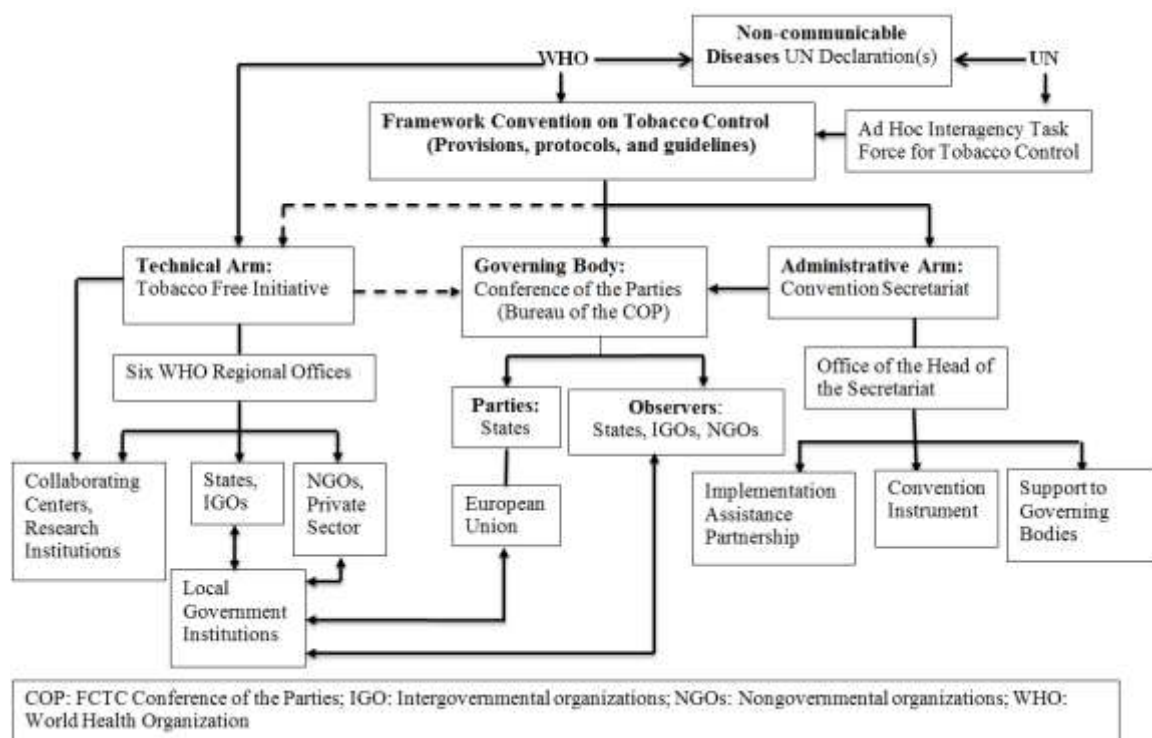 Non-communicable
Diseases UN Declaration(s)
WHO
UN
Framework Convention on Tobacco Control
(Provisions, protocols, and guidelines)
Ad Hoc Interagency Task
Force for Tobacco Control
Technical Arm:
Tobacco Free Initiative
Governing Body:
Conference of the Parties
(Bureau of the COP)
Administrative Arm:
Convention Secretariat
Six WHO Regional Offices
Office of the Head of
the Secretariat
Parties:
States
Observers:
States, IGOs, NGOs
Collaborating
Centers,
Research
Institutions
States,
IGOs
NGOs,
Private
Sector
European
Union
Implementation
Assistance
Partnership
Convention
Instrument
Support to
Governing
Bodies
Local
Government
Institutions
COP: FCTC Conference of the Parties; IGO: Intergovernmental organizations; NGOs: Nongovernmental organizations; WHO:
World Health Organization